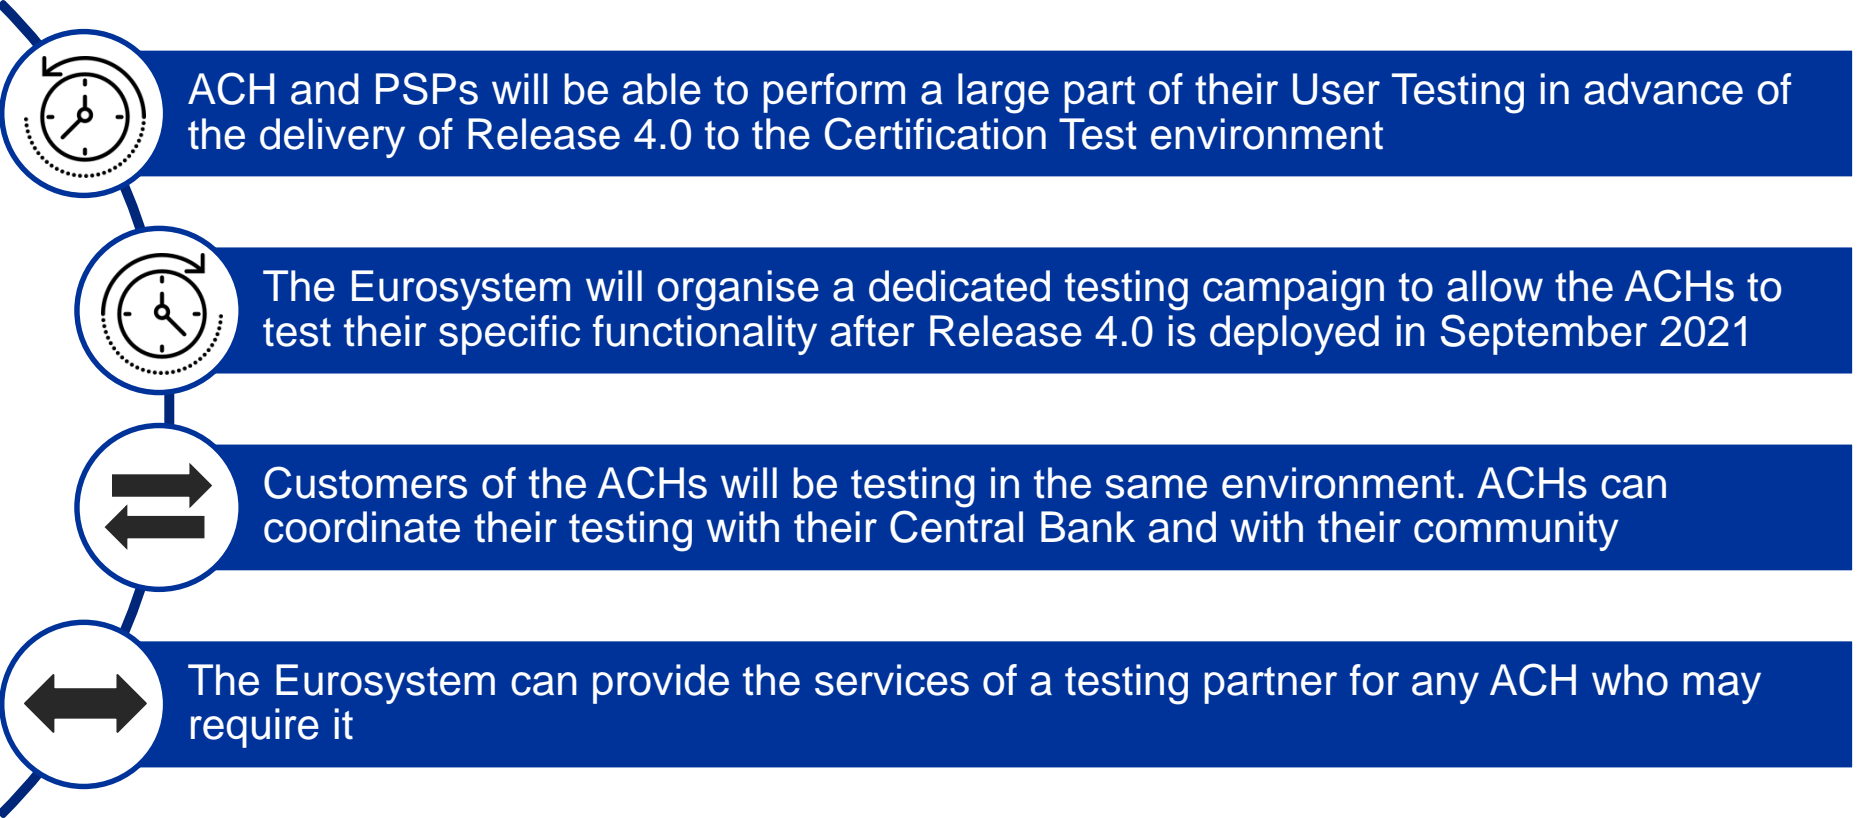 ACH and PSPs will be able to perform a large part of their User Testing in advance of
the delivery of Release 4.0 to the Certification Test environment
The Eurosystem will organise a dedicated testing campaign to allow the ACHs to
test their specific functionality after Release 4.0 is deployed in September 2021
Customers of the ACHs will be testing in the same environment. ACHs can
coordinate their testing with their Central Bank and with their community
The Eurosystem can provide the services of a testing partner for any ACH who may
require it